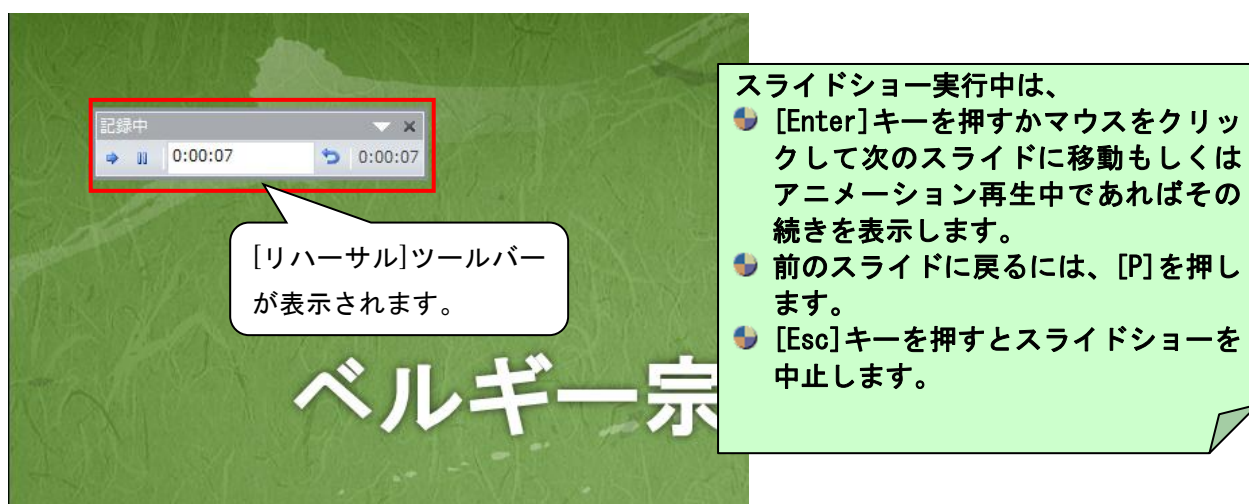 記録中
0:00:07
0:00:07
[リハーサル]ツールバー
が表示されます。
ベルギー宗
スライドショー実行中は、
[Enter]キーを押すかマウスをクリッ
クして次のスライドに移動もしくは
アニメーション再生中であればその
続きを表示します。
前のスライドに戻るには、[P]を押し
ます。
[Esc]キーを押すとスライドショーを
中止します。